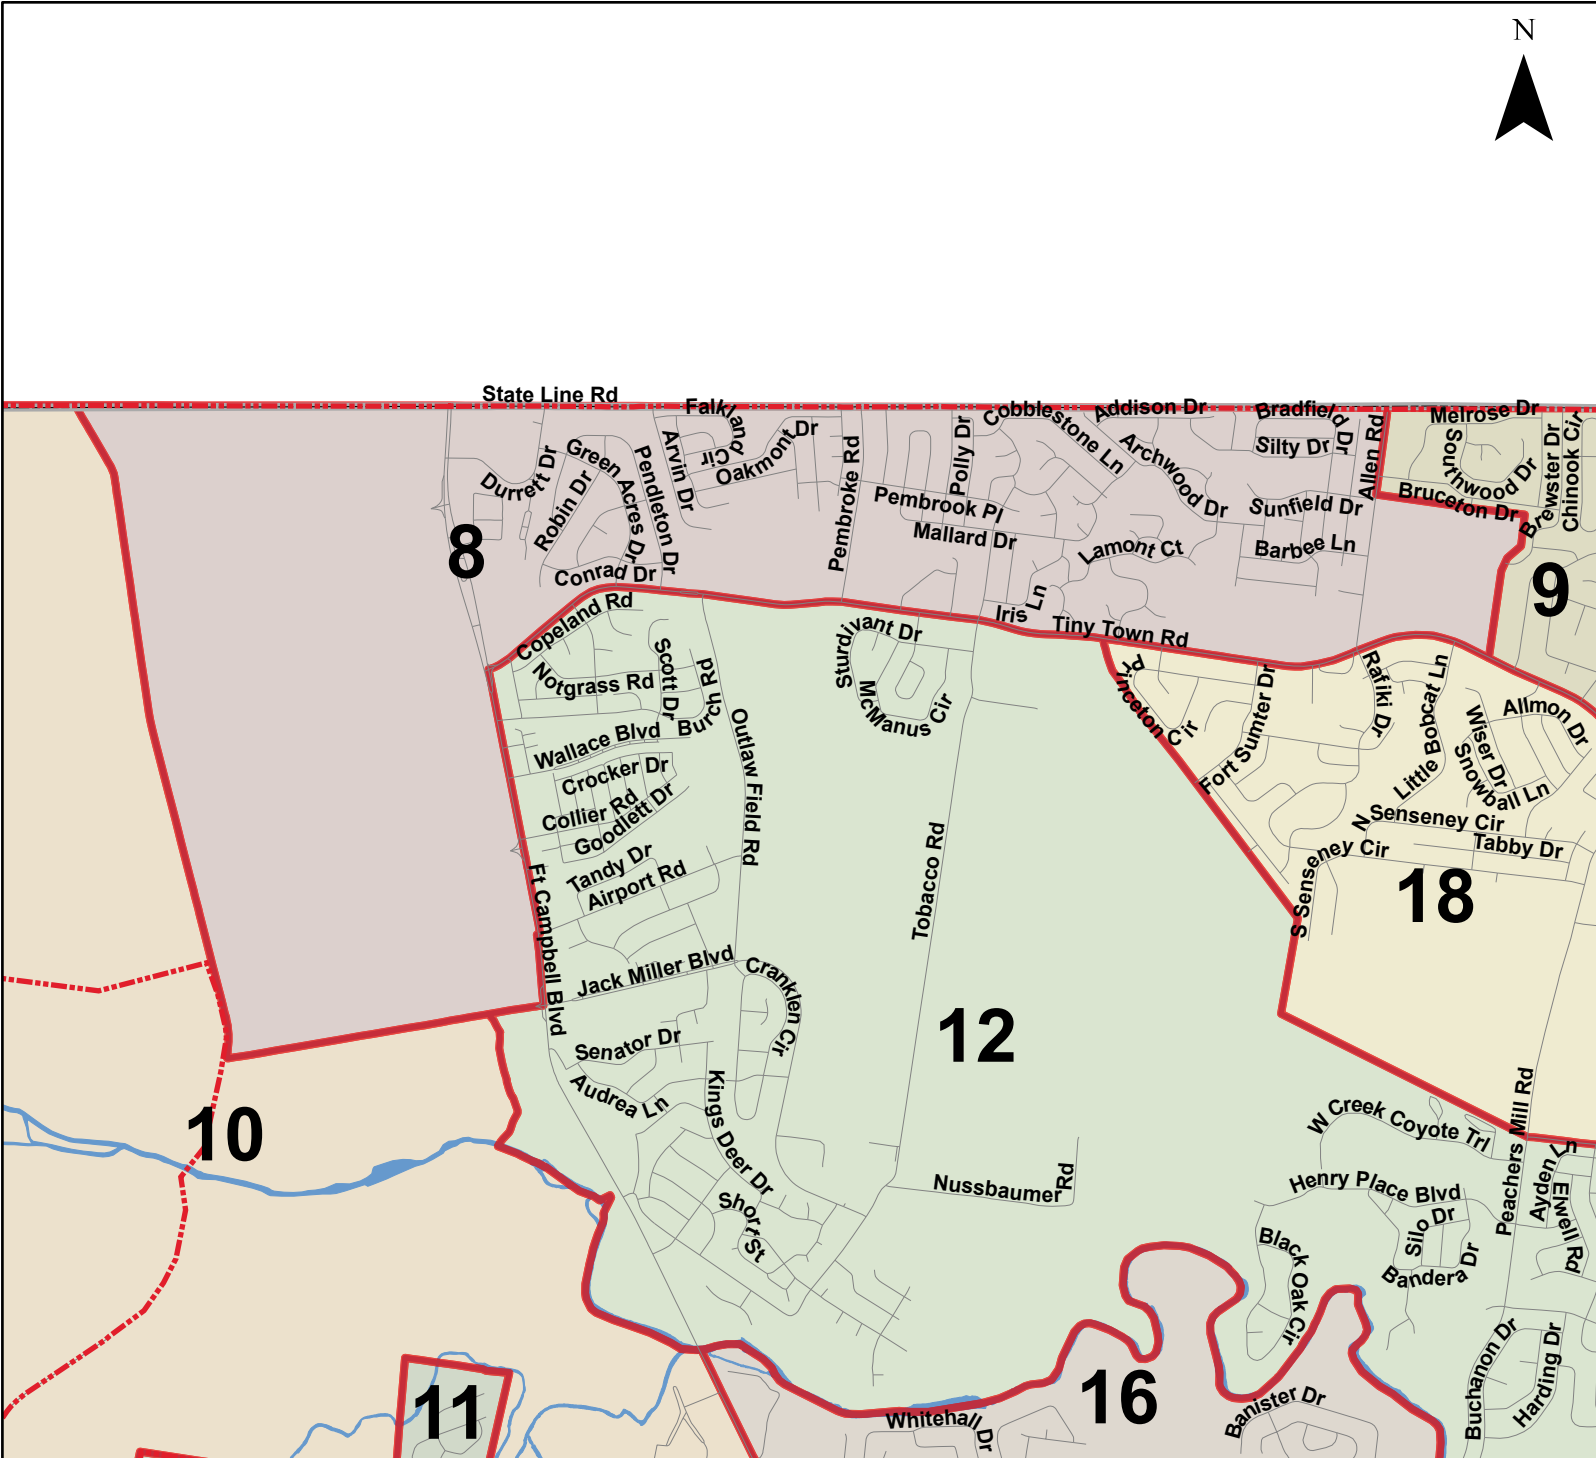 N
State Line Rd
Falkland Cir
Oakmont Dr
Cobblestone Ln
Addison Dr
Bradfield Dr
Melrose Dr
Durrett Dr
Green Acres Dr
Robin Dr
Pendleton Dr
Arvin Dr
Pembroke Rd
Polly Dr
Archwood Dr
Silty Dr
Allen Rd
Southwood Dr
Brewster Dr
Chinook Cir
Pembrook Pl
Mallard Dr
Sunfield Dr
Bruceton Dr
Lamont Ct
Barbee Ln
8
Conrad Dr
9
Copeland Rd
Iris Ln
Tiny Town Rd
Sturdivant Dr
Notgrass Rd
Scott Dr
Burch Rd
McManus Cir
Princeton Cir
Fort Sumter Dr
Rafiki Dr
Little Bobcat Ln
Wiser Dr
Allmon Dr
Snowball Ln
Wallace Blvd
Outlaw Field Rd
Crocker Dr
Collier Rd
Goodlett Dr
N Senseney Cir
Tabby Dr
S Senseney Cir
Tandy Dr
Airport Rd
Tobacco Rd
18
Ft Campbell Blvd
Jack Miller Blvd
Cranklen Cir
12
Senator Dr
Audrea Ln
Kings Deer Dr
10
W Creek Coyote Trl
Peachers Mill Rd
Ayden Ln
Elwell Rd
Nussbaumer Rd
Henry Place Blvd
Short St
Silo Dr
Black Oak Cir
Bandera Dr
11
16
Whitehall Dr
Banister Dr
Buchanon Dr
Harding Dr